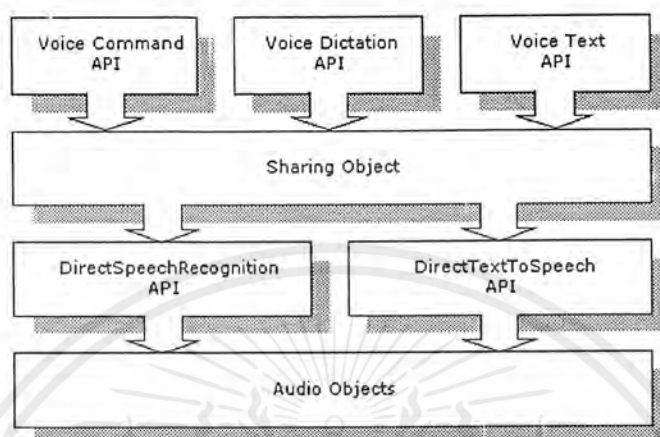 Voice Command
API
Voice Dictation
API
Voice Text
API
Sharing Object
DirectSpeechRecognition
API
DirectTextToSpeech
API
Audio Objects